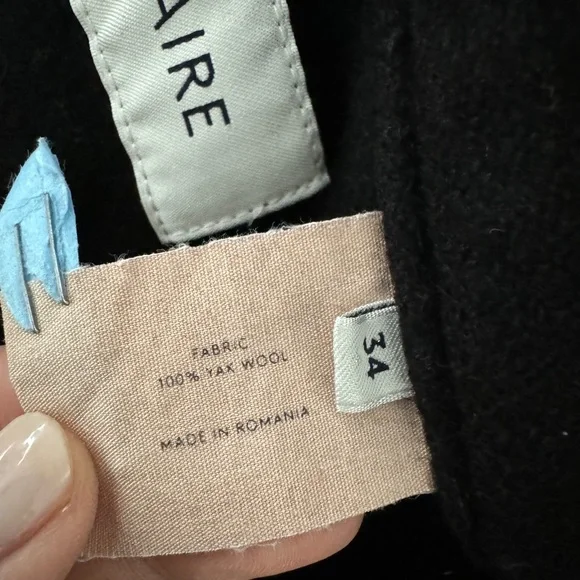 AIRE
FABRIC
100% YAK WOOL
MADE IN ROMANIA
34